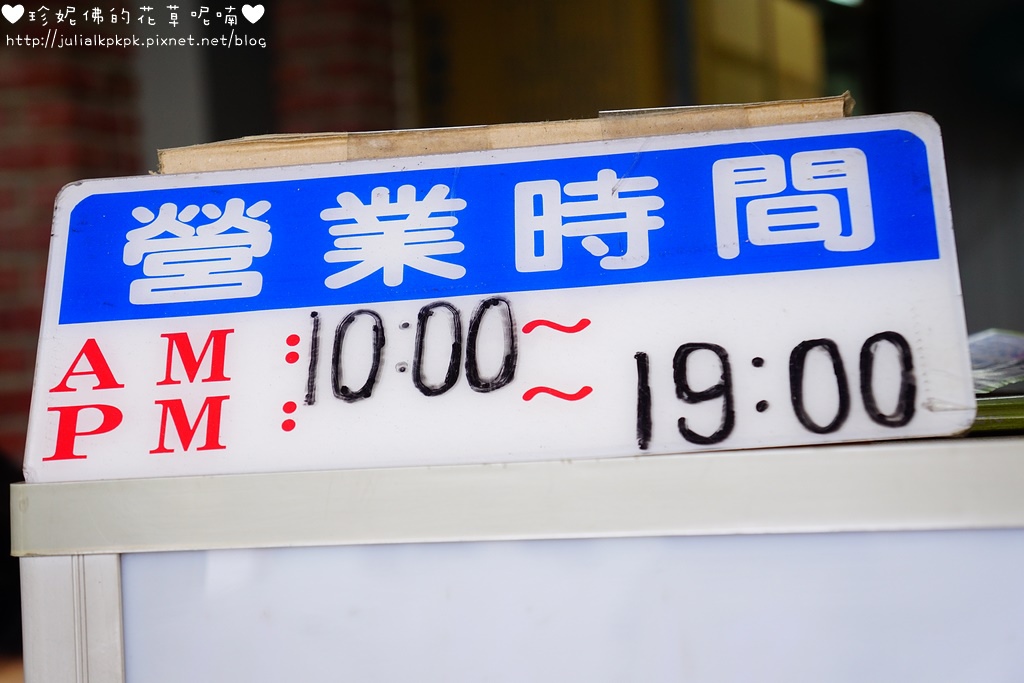 ♥珍妮佛的花草呢喃♥
http://julialkpkpk.pixnet.net/blog
營業時間
AM:10:00~
PM: ~19:00